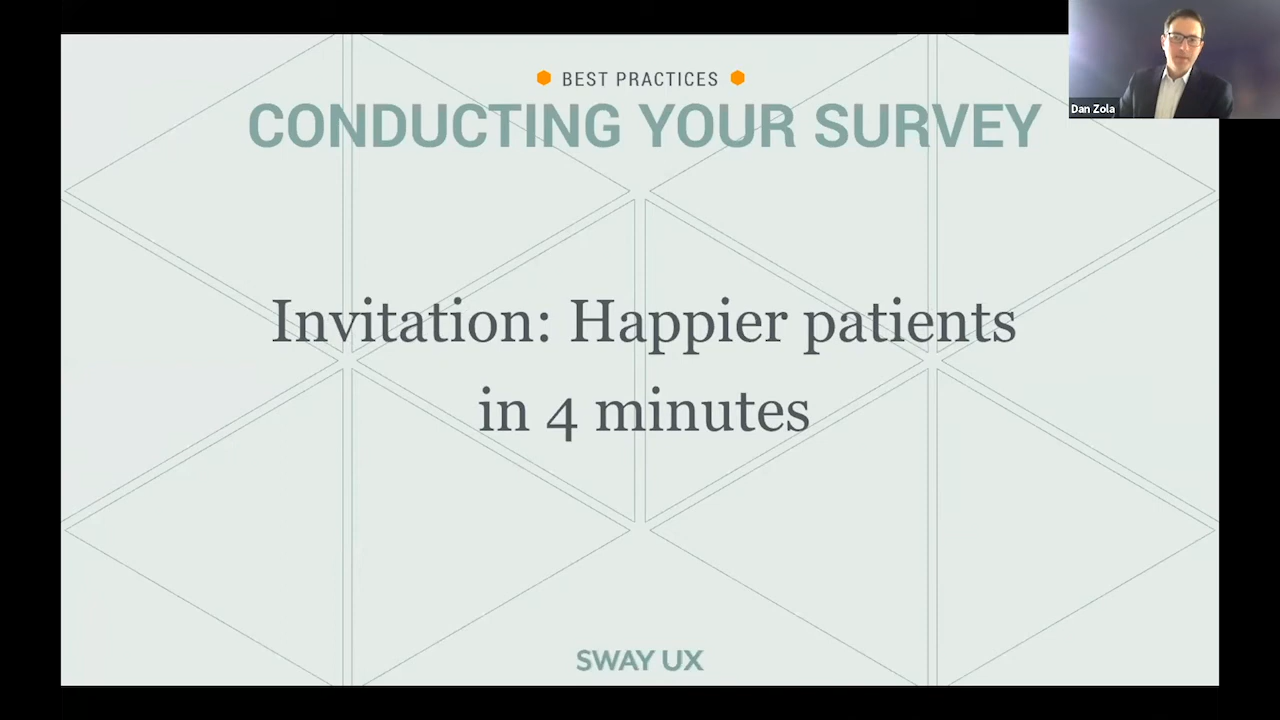 BEST PRACTICES
CONDUCTING YOUR SURVEY
Dan Zola
Invitation: Happier patients
in 4 minutes
SWAY UX